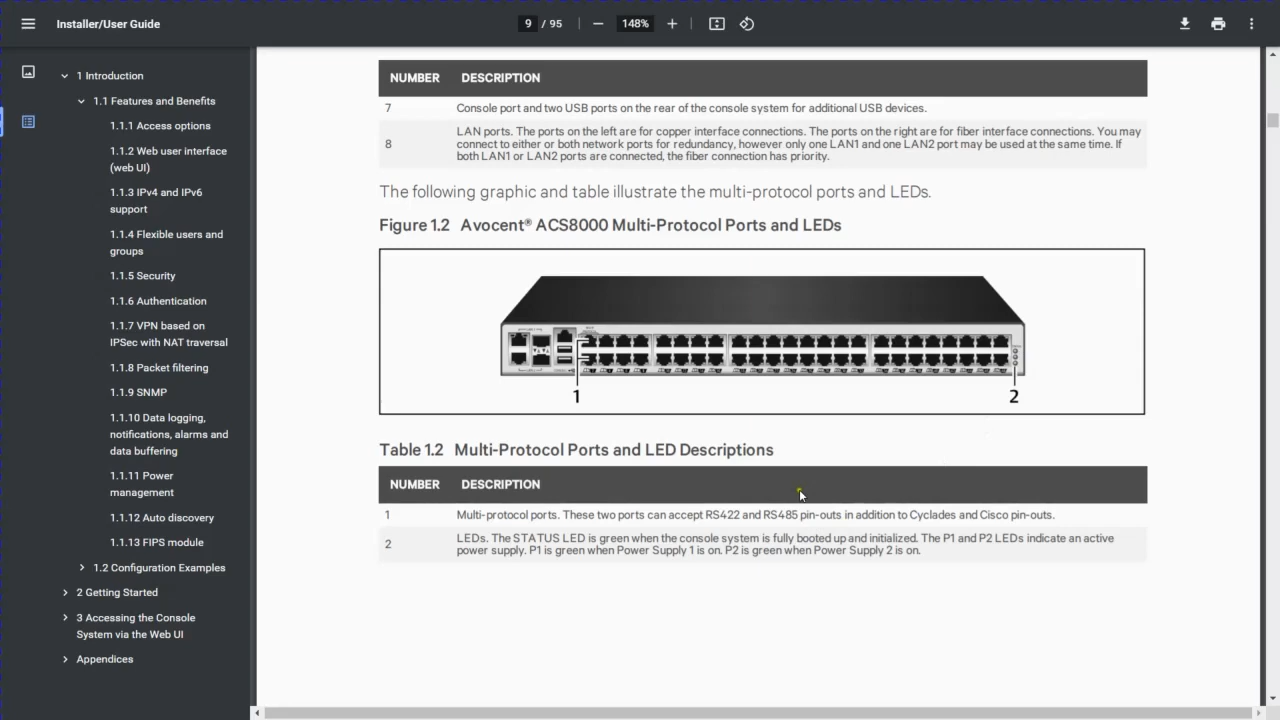 Installer/User Guide
9 / 95
148%
1 Introduction
1.1 Features and Benefits
1.1.1 Access options
1.1.2 Web user interface
(web UI)
1.1.3 IPv4 and IPv6
support
1.1.4 Flexible users and
groups
1.1.5 Security
1.1.6 Authentication
1.1.7 VPN based on
IPSec with NAT traversal
1.1.8 Packet filtering
1.1.9 SNMP
1.1.10 Data logging,
notifications, alarms and
data buffering
1.1.11 Power
management
1.1.12 Auto discovery
1.1.13 FIPS module
1.2 Configuration Examples
2 Getting Started
3 Accessing the Console
System via the Web UI
Appendices
NUMBER DESCRIPTION
7 Console port and two USB ports on the rear of the console system for additional USB devices.
8 LAN ports. The ports on the left are for copper interface connections. The ports on the right are for fiber interface connections. You may
connect to either or both network ports for redundancy, however only one LAN1 and one LAN2 port may be used at the same time. If
both LAN1 or LAN2 ports are connected, the fiber connection has priority.
The following graphic and table illustrate the multi-protocol ports and LEDs.
Figure 1.2 Avocent® ACS8000 Multi-Protocol Ports and LEDs
1 2
Table 1.2 Multi-Protocol Ports and LED Descriptions
NUMBER DESCRIPTION
1 Multi-protocol ports. These two ports can accept RS422 and RS485 pin-outs in addition to Cyclades and Cisco pin-outs.
2 LEDs. The STATUS LED is green when the console system is fully booted up and initialized. The P1 and P2 LEDs indicate an active
power supply. P1 is green when Power Supply 1 is on. P2 is green when Power Supply 2 is on.